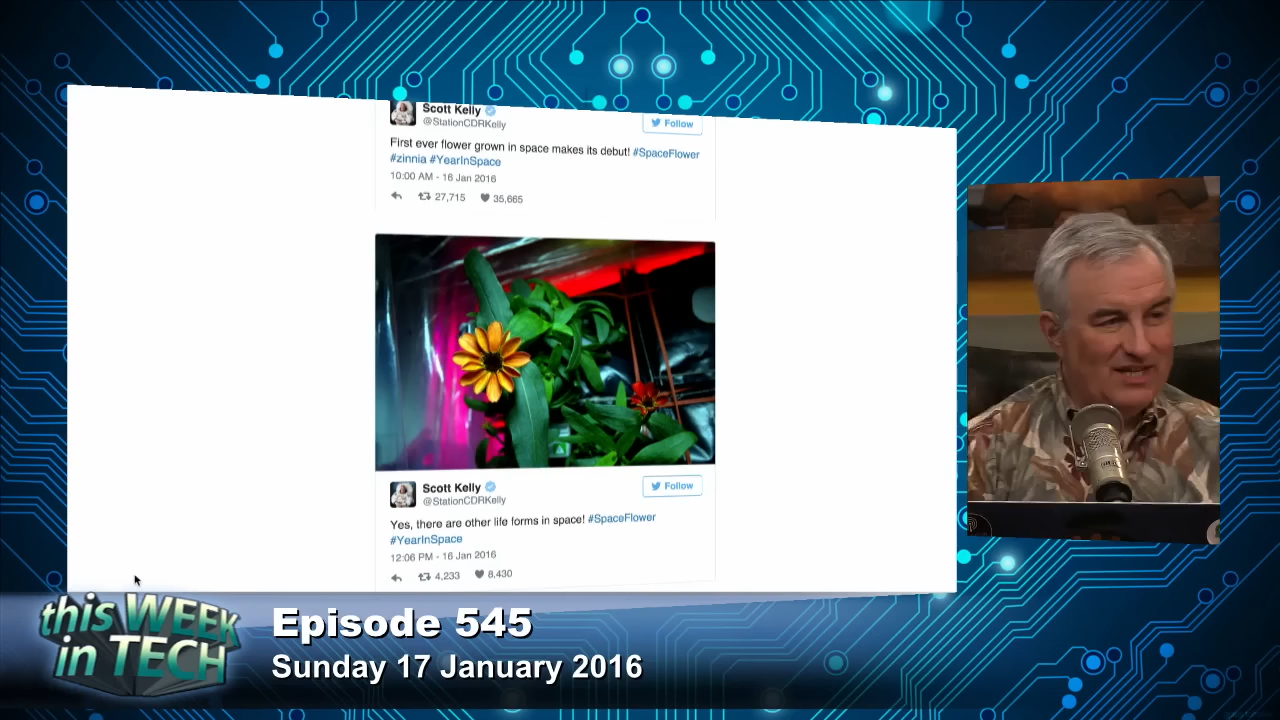 Scott Kelly
@StationCDRKelly
Follow
First ever flower grown in space makes its debut! #SpaceFlower
#zinnia #YearInSpace
10:00 AM - 16 Jan 2016
27,715 35,665
Scott Kelly
@StationCDRKelly
Follow
Yes, there are other life forms in space! #SpaceFlower
#YearInSpace
12:06 PM - 16 Jan 2016
4,233 8,430
this WEEK
in TECH
Episode 545
Sunday 17 January 2016